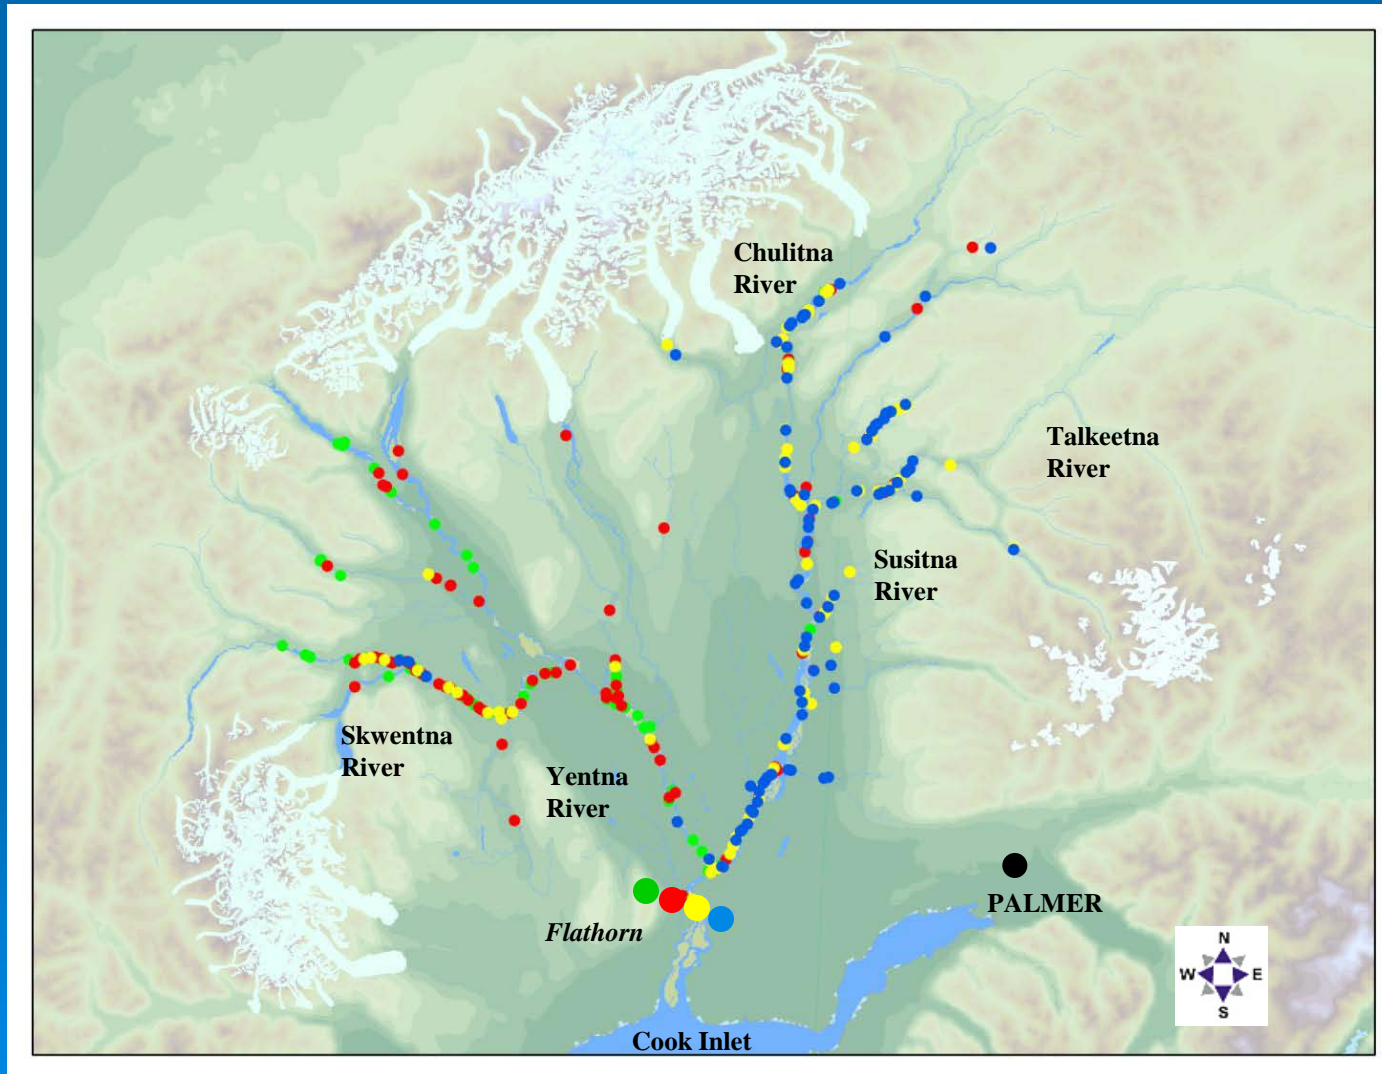 Chulitna
River
Talkeetna
River
Susitna
River
Skwentna
River
Yentna
River
PALMER
Flathorn
N
W E
S
Cook Inlet